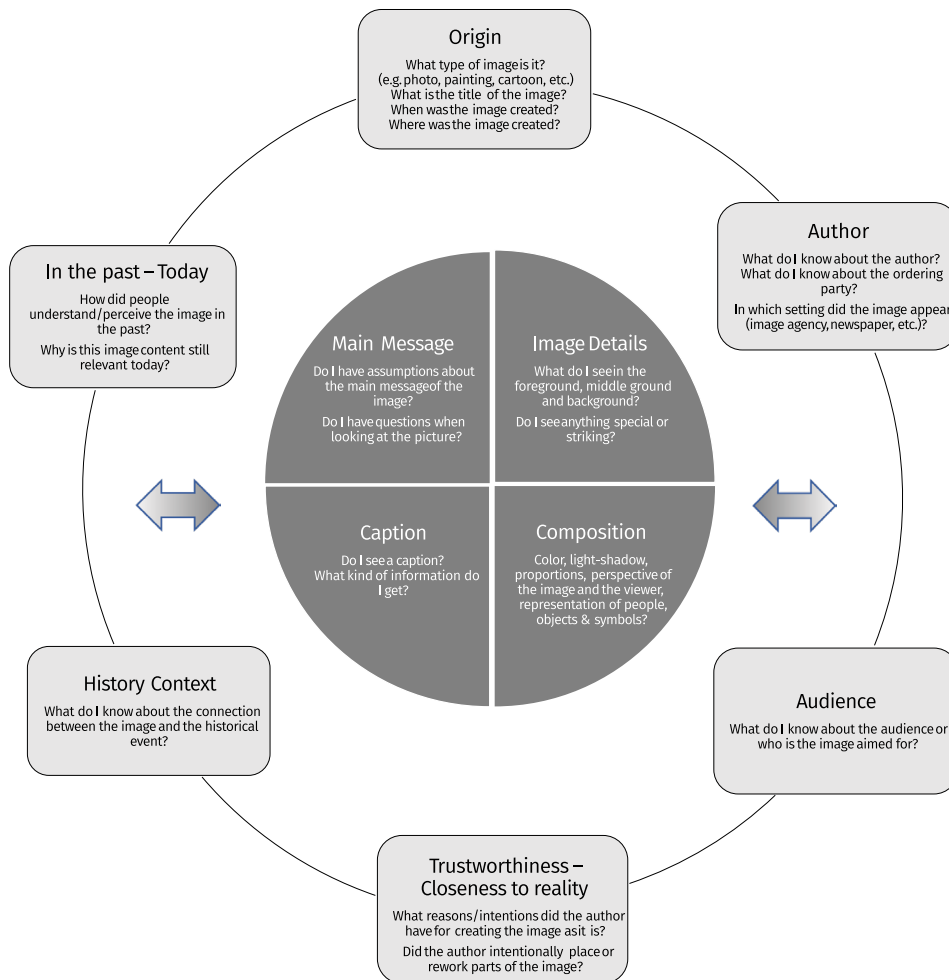 Origin
What type of image is it?
(e.g. photo, painting, cartoon, etc.)
What is the title of the image?
When was the image created?
Where was the image created?
Author
What do I know about the author?
What do I know about the ordering
party?
In which setting did the image appear
(image agency, newspaper, etc.)?
In the past – Today
How did people
understand/perceive the image in
the past?
Why is this image content still
relevant today?
Main Message
Do I have assumptions about
the main message of the
image?
Do I have questions when
looking at the picture?
Image Details
What do I see in the
foreground, middle ground
and background?
Do I see anything special or
striking?
Caption
Do I see a caption?
What kind of information do
I get?
Composition
Color, light-shadow,
proportions, perspective of
the image and the viewer,
representation of people,
objects & symbols?
History Context
What do I know about the connection
between the image and the historical
event?
Audience
What do I know about the audience or
who is the image aimed for?
Trustworthiness –
Closeness to reality
What reasons/intentions did the author
have for creating the image as it is?
Did the author intentionally place or
rework parts of the image?